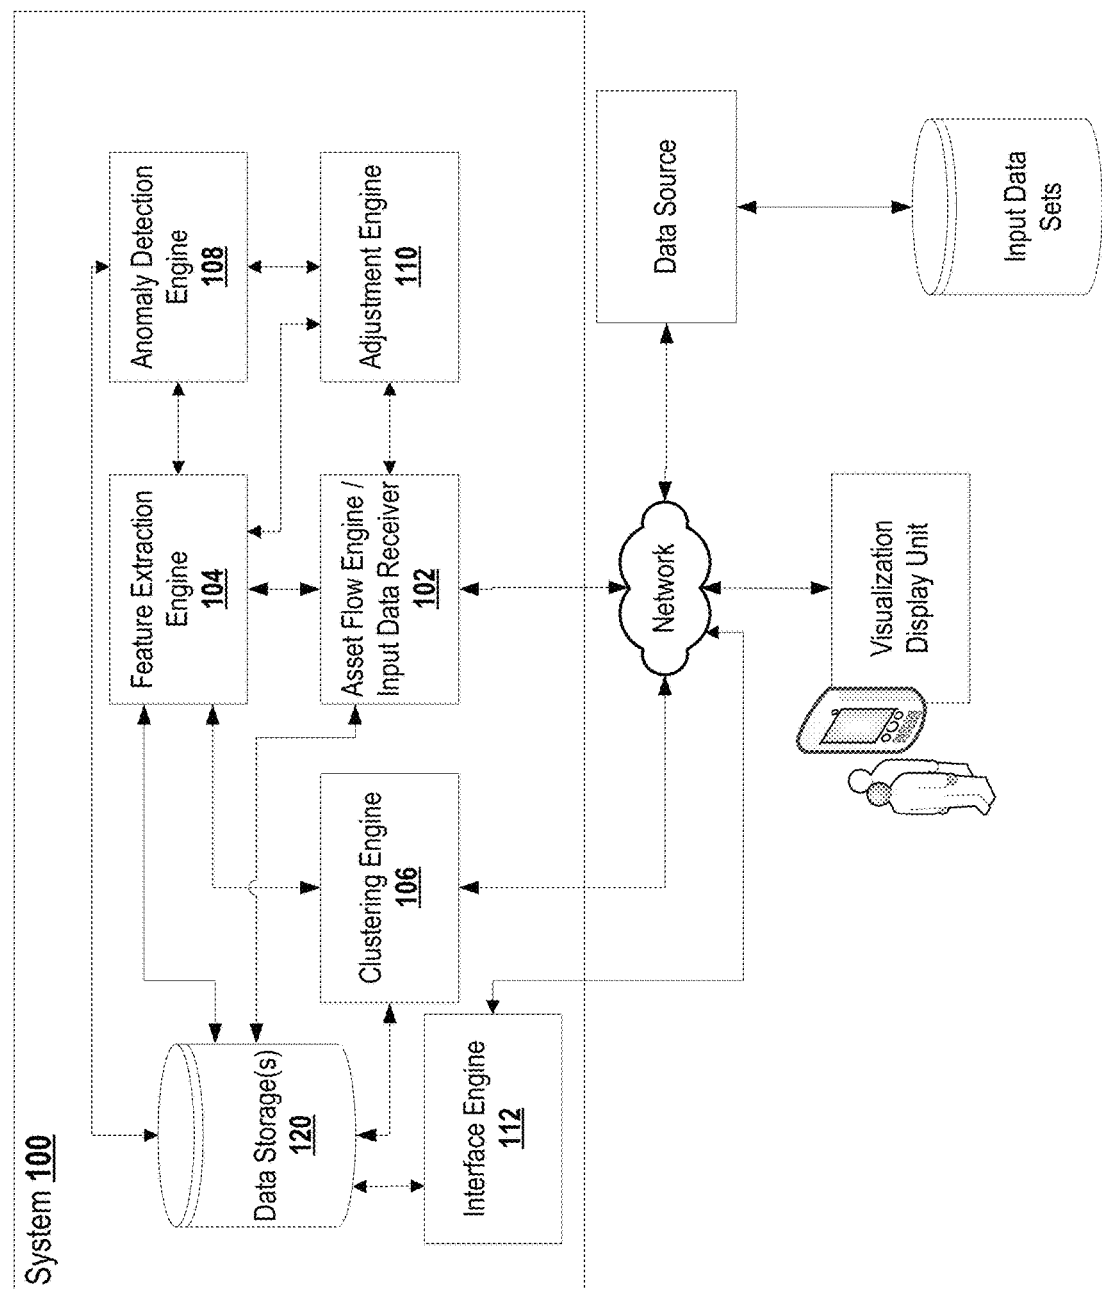 System 100
Data Storage(s)
120
Feature Extraction
Engine
104
Anomaly Detection
Engine
108
Clustering Engine
106
Asset Flow Engine /
Input Data Receiver
102
Adjustment Engine
110
Interface Engine
112
Network
Data Source
Visualization
Display Unit
Input Data
Sets